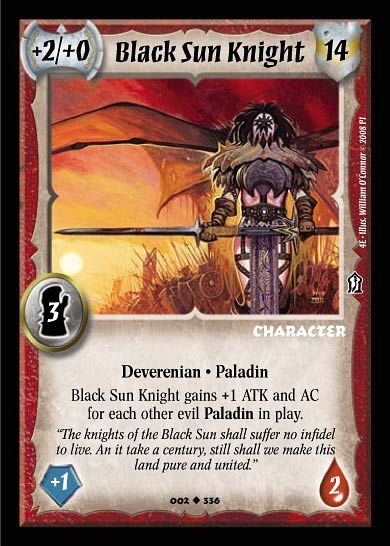 +2/+0 Black Sun Knight 14
4E • Illus. William O'Connor © 2008 P1
3
CHARACTER
Deverenian • Paladin
Black Sun Knight gains +1 ATK and AC
for each other evil Paladin in play.
"The knights of the Black Sun shall suffer no infidel
to live. An it take a century, still shall we make this
land pure and united."
+1
002 ◆ 336
2